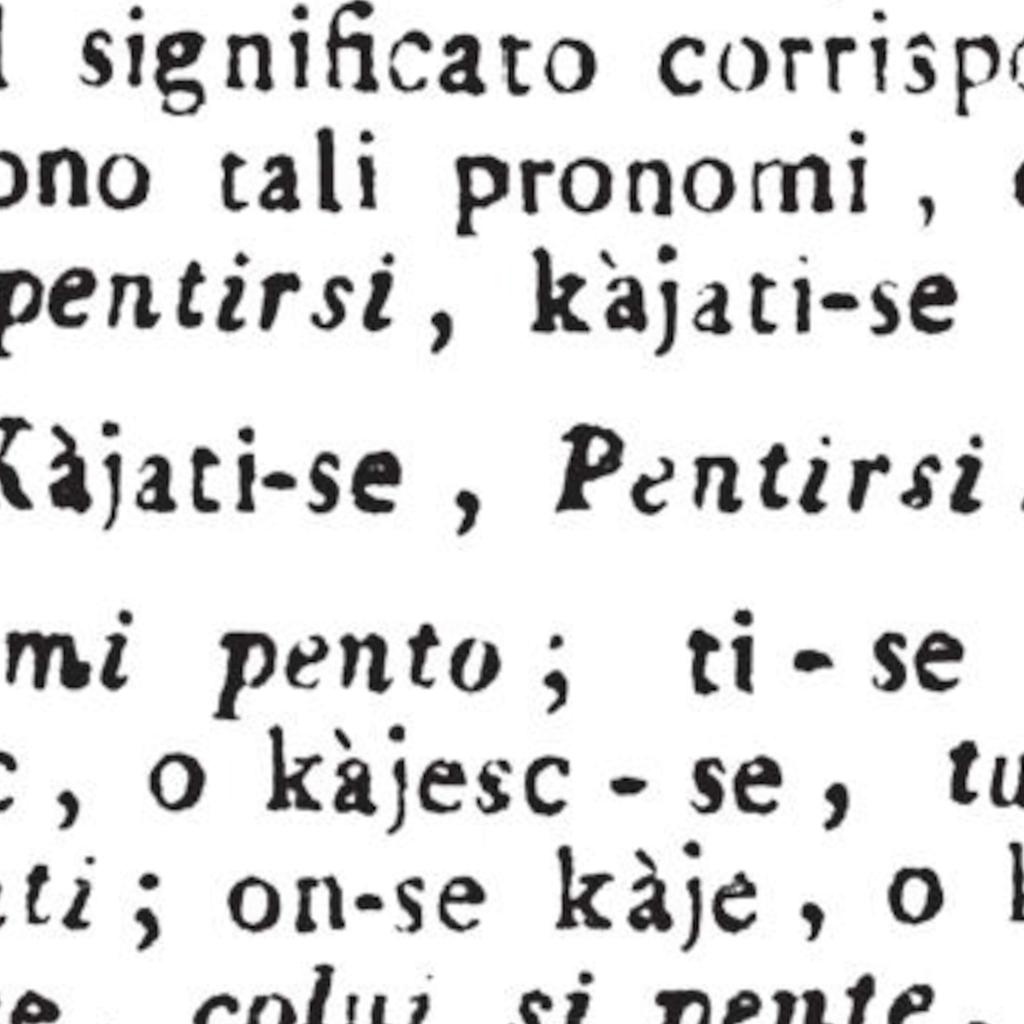 significato corrispo
ono tali pronomi,
pentirsi, kàjati-se
Kàjati-se, Pentirsi.
mi pento; ti-se
c, o kàjesc-se, tu
ti; on-se kàje, o k
colui si pente.